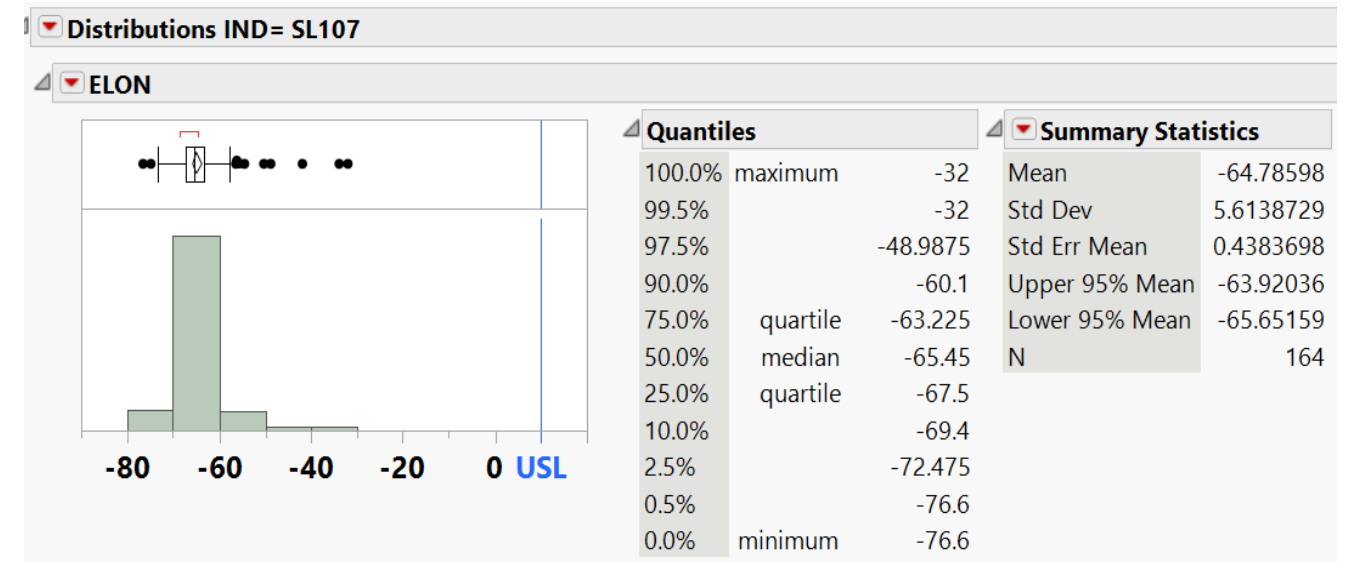 Distributions IND= SL107
ELON
-80 -60 -40 -20 0 USL
Quantiles
100.0% maximum -32
99.5% -32
97.5% -48.9875
90.0% -60.1
75.0% quartile -63.225
50.0% median -65.45
25.0% quartile -67.5
10.0% -69.4
2.5% -72.475
0.5% -76.6
0.0% minimum -76.6
Summary Statistics
Mean -64.78598
Std Dev 5.6138729
Std Err Mean 0.4383698
Upper 95% Mean -63.92036
Lower 95% Mean -65.65159
N 164